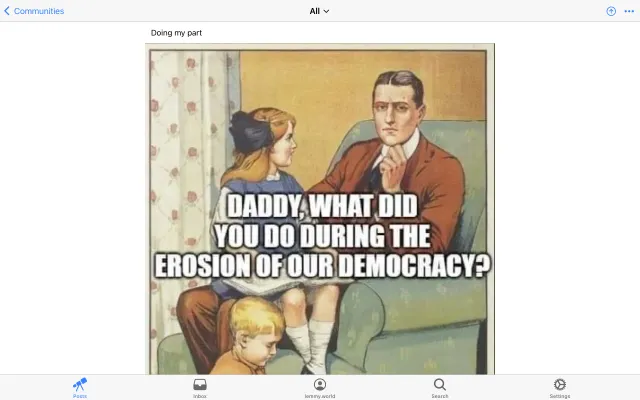 Communities
All
Doing my part
DADDY, WHAT DID
YOU DO DURING THE
EROSION OF OUR DEMOCRACY?
Posts
Inbox
lemmy.world
Search
Settings